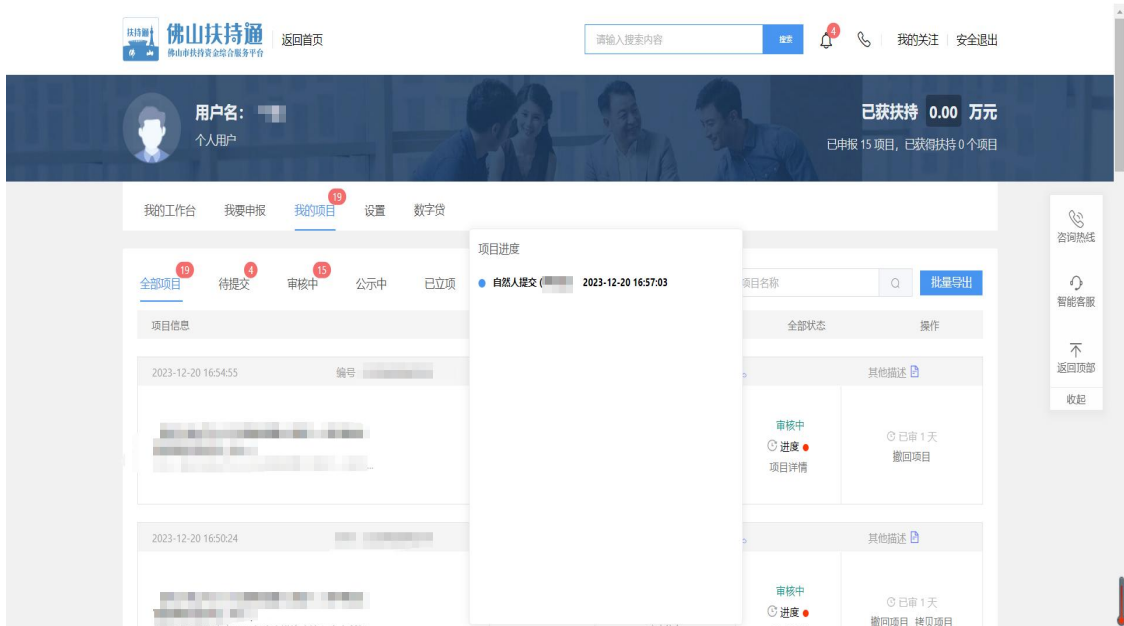 扶持通
佛山扶持通
佛山市扶持资金综合服务平台
返回首页
请输入搜索内容
搜索
4
我的关注
安全退出
用户名：
个人用户
已获扶持 0.00 万元
已申报 15 项目，已获得扶持 0 个项目
我的工作台
我要申报
我的项目
19
设置
数字贷
咨询热线
智能客服
返回顶部
收起
全部项目
19
待提交
4
审核中
15
公示中
已立项
项目名称
批量导出
项目信息
全部状态
操作
项目进度
自然人提交 (
2023-12-20 16:57:03
2023-12-20 16:54:55
编号
其他描述
审核中
进度
项目详情
已审 1 天
撤回项目
2023-12-20 16:50:24
其他描述
审核中
进度
已审 1 天
撤回项目 拷贝项目